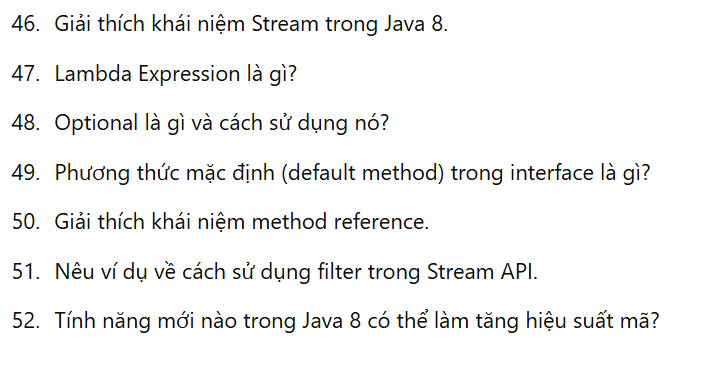 46. Giải thích khái niệm Stream trong Java 8.
47. Lambda Expression là gì?
48. Optional là gì và cách sử dụng nó?
49. Phương thức mặc định (default method) trong interface là gì?
50. Giải thích khái niệm method reference.
51. Nêu ví dụ về cách sử dụng filter trong Stream API.
52. Tính năng mới nào trong Java 8 có thể làm tăng hiệu suất mã?